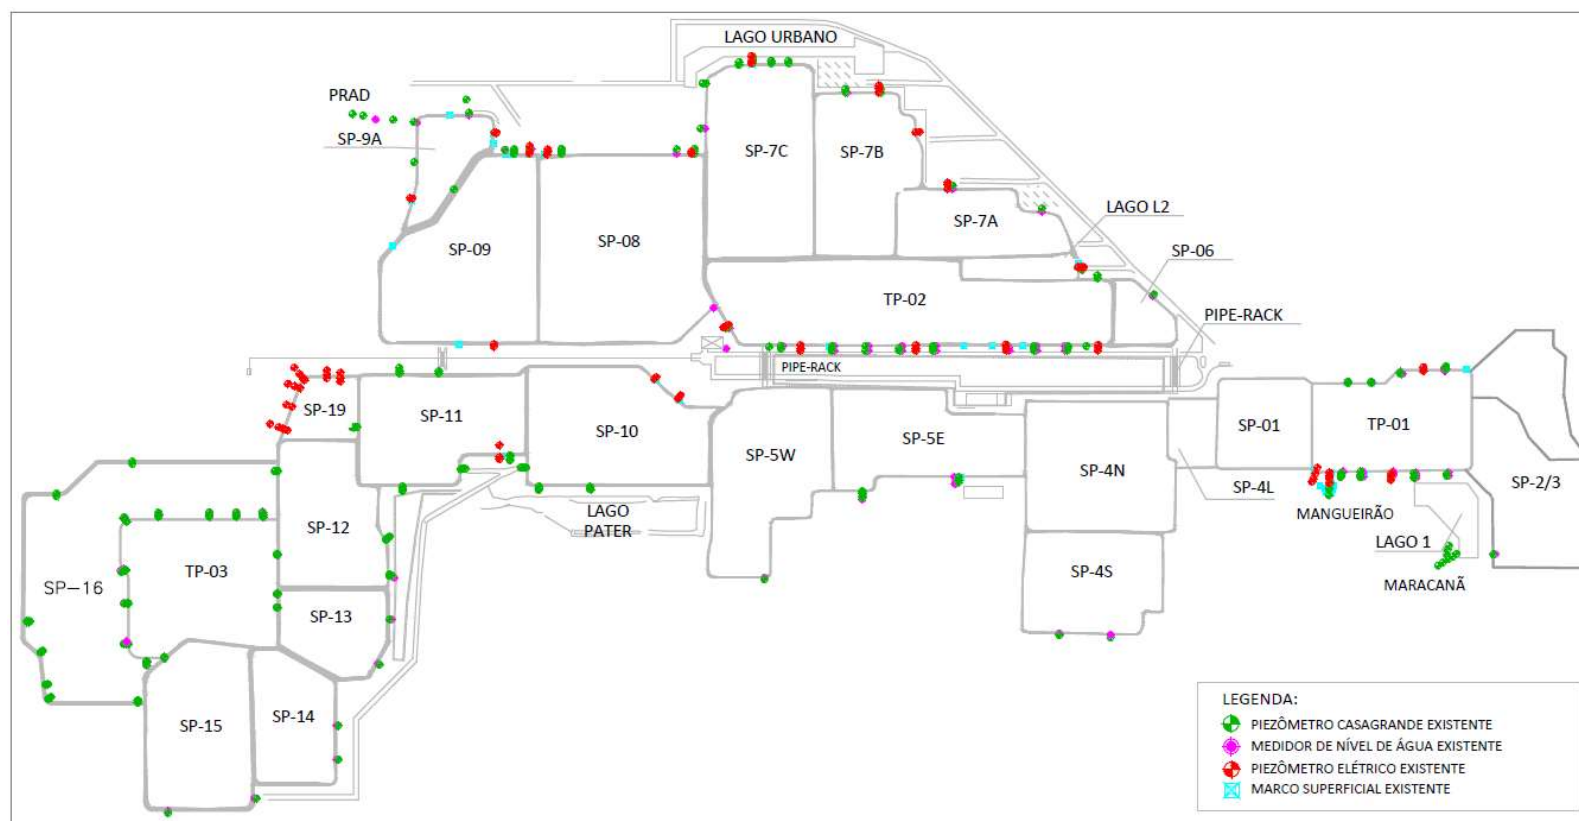 LAGO URBANO
PRAD
SP-9A
SP-7C
SP-7B
SP-7A
LAGO L2
SP-06
SP-09
SP-08
TP-02
PIPE-RACK
PIPE-RACK
SP-19
SP-11
SP-10
SP-5W
SP-5E
SP-4N
SP-4L
SP-01
TP-01
SP-2/3
MANGUEIRÃO
LAGO 1
MARACANÃ
LAGO
PATER
SP-12
TP-03
SP-16
SP-13
SP-4S
SP-15
SP-14
LEGENDA:
PIEZÔMETRO CASAGRANDE EXISTENTE
MEDIDOR DE NÍVEL DE ÁGUA EXISTENTE
PIEZÔMETRO ELÉTRICO EXISTENTE
MARCO SUPERFICIAL EXISTENTE